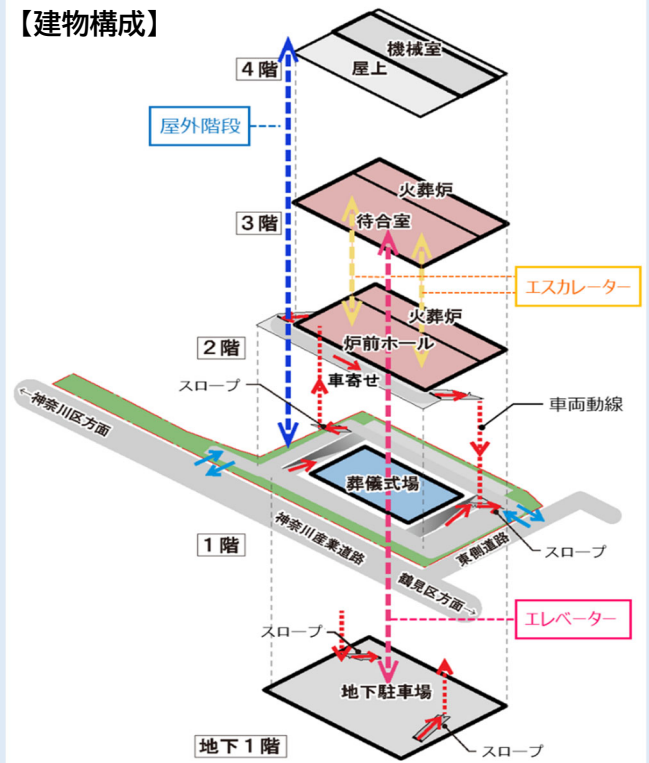 【建物構成】
機械室
屋上
4階
屋外階段
火葬炉
待合室
3階
エスカレーター
火葬炉
炉前ホール
2階
車寄せ
スロープ
車両動線
←神奈川区方面
葬儀式場
神奈川産業道路
1階
東側道路
スロープ
鶴見区方面→
エレベーター
スロープ
地下駐車場
地下1階
スロープ